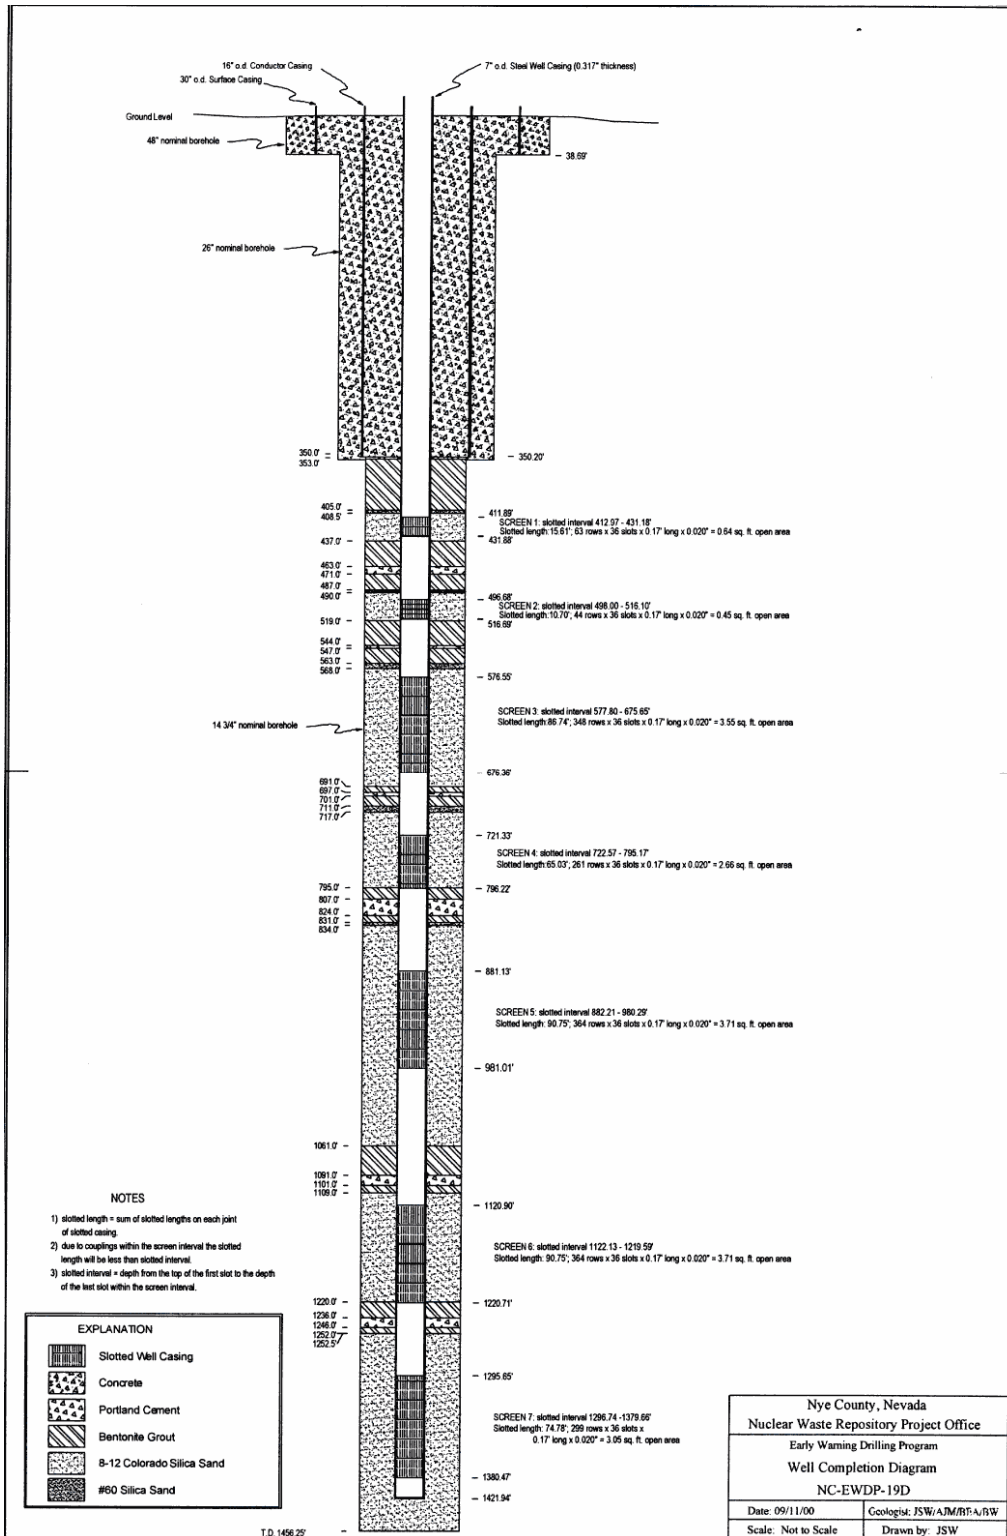 16" o.d. Conductor Casing
7" o.d. Steel Well Casing (0.317" thickness)
30" o.d. Surface Casing
Ground Level
48" nominal borehole
38.69'
26" nominal borehole
350.0'
353.0'
350.20'
405.0'
408.5'
411.89'
SCREEN 1: slotted interval 412.97 - 431.18'
Slotted length:15.61'; 63 rows x 36 slots x 0.17' long x 0.020" = 0.64 sq. ft. open area
437.0'
431.88'
463.0'
471.0'
487.0'
490.0'
496.68'
SCREEN 2: slotted interval 498.00 - 516.10'
Slotted length:10.70'; 44 rows x 36 slots x 0.17' long x 0.020" = 0.45 sq. ft. open area
519.0'
516.69'
544.0'
547.0'
563.0'
568.0'
576.55'
SCREEN 3: slotted interval 577.80 - 675.65'
Slotted length:86.74'; 348 rows x 36 slots x 0.17' long x 0.020" = 3.55 sq. ft. open area
14 3/4" nominal borehole
676.36'
691.0'
697.0'
701.0'
711.0'
717.0'
721.33'
SCREEN 4: slotted interval 722.57 - 795.17'
Slotted length:65.03'; 261 rows x 36 slots x 0.17' long x 0.020" = 2.66 sq. ft. open area
795.0'
796.22'
807.0'
824.0'
831.0'
834.0'
881.13'
SCREEN 5: slotted interval 882.21 - 980.29'
Slotted length: 90.75'; 364 rows x 36 slots x 0.17' long x 0.020" = 3.71 sq. ft. open area
981.01'
1061.0'
1091.0'
1101.0'
1109.0'
1120.90'
SCREEN 6: slotted interval 1122.13 - 1219.59'
Slotted length: 90.75'; 364 rows x 36 slots x 0.17' long x 0.020" = 3.71 sq. ft. open area
1220.0'
1220.71'
1236.0'
1246.0'
1252.0'
1252.5'
1295.65'
SCREEN 7: slotted interval 1296.74 -1379.66'
Slotted length: 74.78'; 299 rows x 36 slots x
0.17' long x 0.020" = 3.05 sq. ft. open area
1380.47'
1421.94'
T.D. 1456.25'
NOTES
1) slotted length = sum of slotted lengths on each joint
of slotted casing.
2) due to couplings within the screen interval the slotted
length will be less than slotted interval.
3) slotted interval = depth from the top of the first slot to the depth
of the last slot within the screen interval.
EXPLANATION
Slotted Well Casing
Concrete
Portland Cement
Bentonite Grout
8-12 Colorado Silica Sand
#60 Silica Sand
Nye County, Nevada
Nuclear Waste Repository Project Office
Early Warning Drilling Program
Well Completion Diagram
NC-EWDP-19D
Date: 09/11/00
Geologist: JSW/AJM/
Scale: Not to Scale
Drawn by: JSW